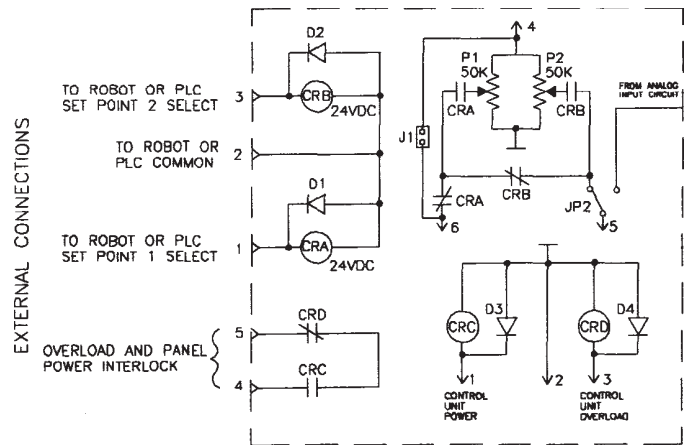 EXTERNAL CONNECTIONS
TO ROBOT OR PLC
SET POINT 2 SELECT
3
D2
CRB
24VDC
TO ROBOT OR
PLC COMMON
2
D1
TO ROBOT OR PLC
SET POINT 1 SELECT
1
CRA
24VDC
OVERLOAD AND PANEL
POWER INTERLOCK
5
CRD
4
CRC
4
P1
50K
P2
50K
CRA
CRB
J1
CRB
CRA
6
JP2
5
FROM ANALOG
INPUT CIRCUIT
CRC
D3
CRD
D4
1
CONTROL
UNIT
POWER
2
3
CONTROL
UNIT
OVERLOAD